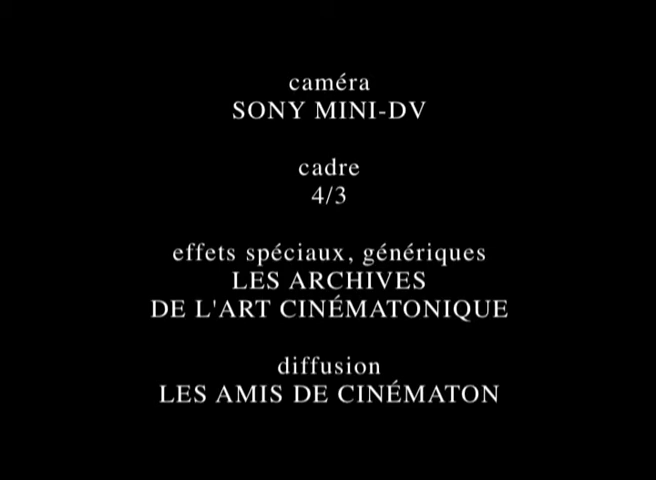 caméra
SONY MINI-DV
cadre
4/3
effets spéciaux, génériques
LES ARCHIVES
DE L'ART CINÉMATONIQUE
diffusion
LES AMIS DE CINÉMATON